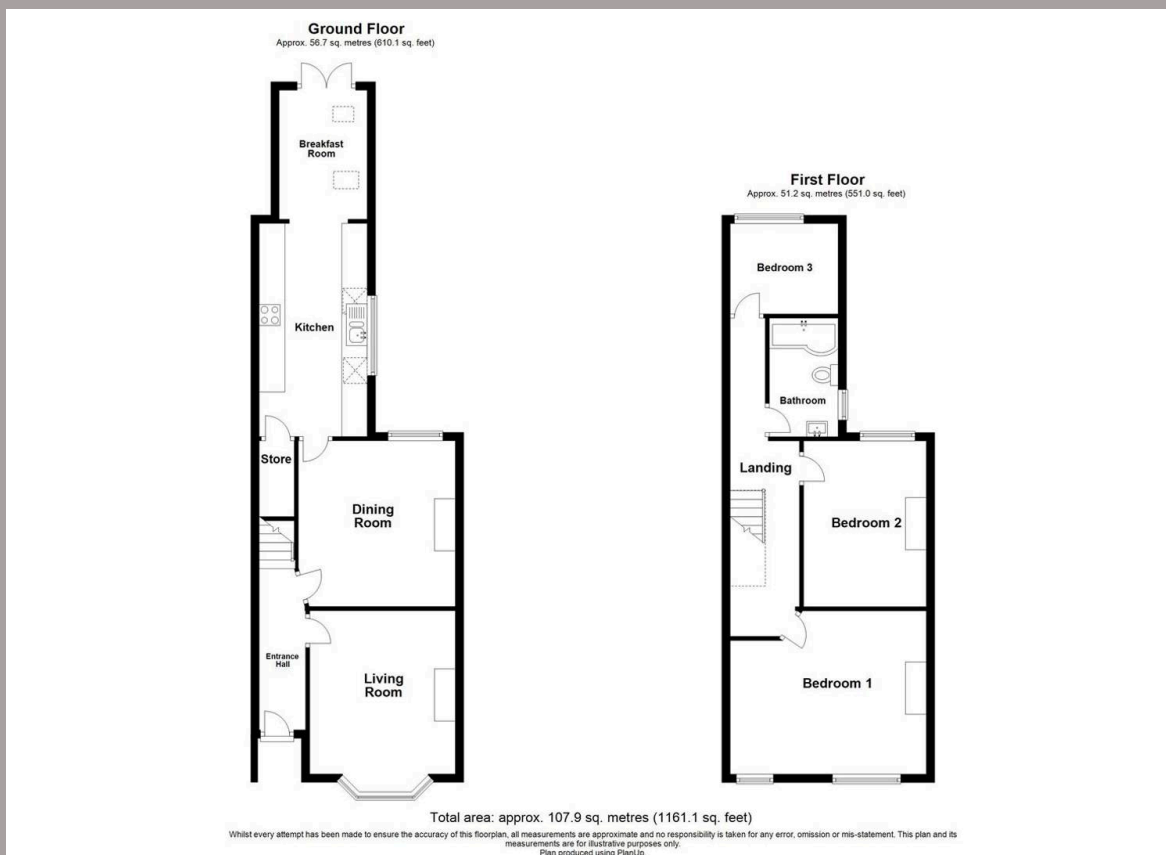 Ground Floor
Approx. 56.7 sq. metres (610.1 sq. feet)
Breakfast
Room
Kitchen
Store
Dining
Room
Entrance
Hall
Living
Room
First Floor
Approx. 51.2 sq. metres (551.0 sq. feet)
Bedroom 3
Bathroom
Landing
Bedroom 2
Bedroom 1
Total area: approx. 107.9 sq. metres (1161.1 sq. feet)
Whilst every attempt has been made to ensure the accuracy of this floorplan, all measurements are approximate and no responsibility is taken for any error, omission or mis-statement. This plan and its
measurements are for illustrative purposes only.
Plan produced using PlanUp.